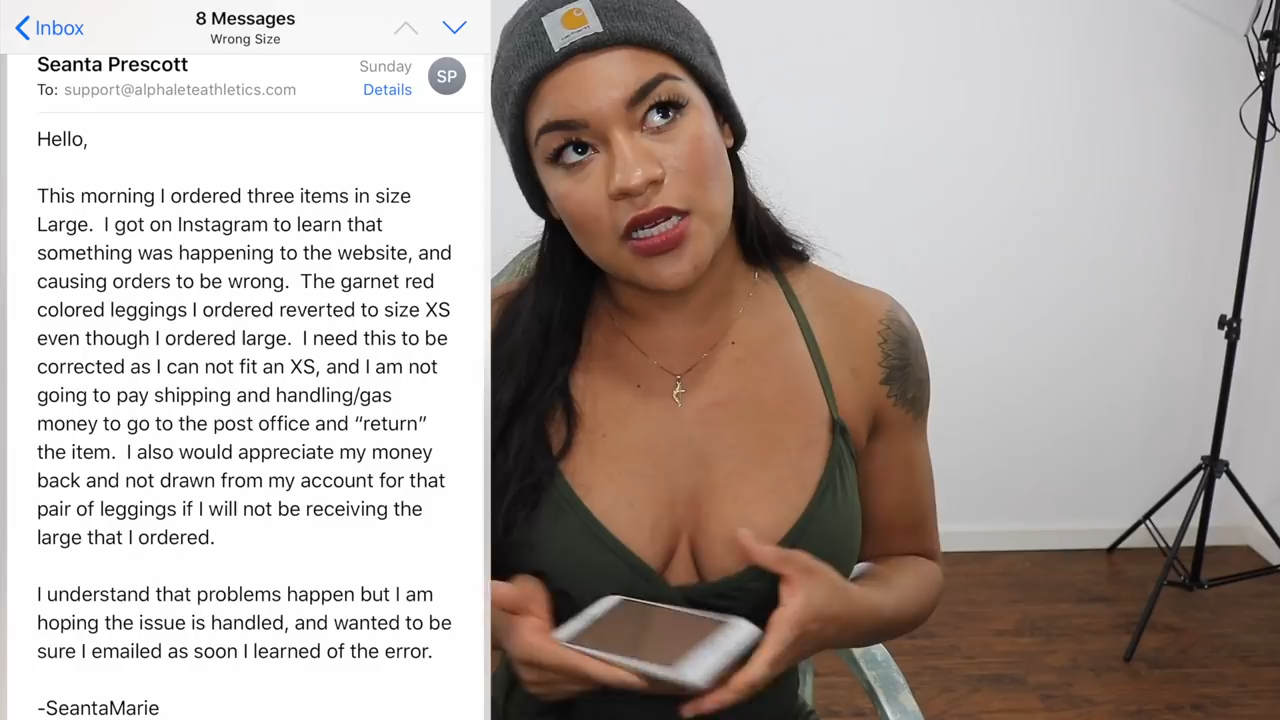 Inbox
8 Messages
Wrong Size
Seanta Prescott
Sunday
SP
To: support@alphaleteathletics.com
Details
Hello,
This morning I ordered three items in size
Large. I got on Instagram to learn that
something was happening to the website, and
causing orders to be wrong. The garnet red
colored leggings I ordered reverted to size XS
even though I ordered large. I need this to be
corrected as I can not fit an XS, and I am not
going to pay shipping and handling/gas
money to go to the post office and “return”
the item. I also would appreciate my money
back and not drawn from my account for that
pair of leggings if I will not be receiving the
large that I ordered.
I understand that problems happen but I am
hoping the issue is handled, and wanted to be
sure I emailed as soon I learned of the error.
-SeantaMarie